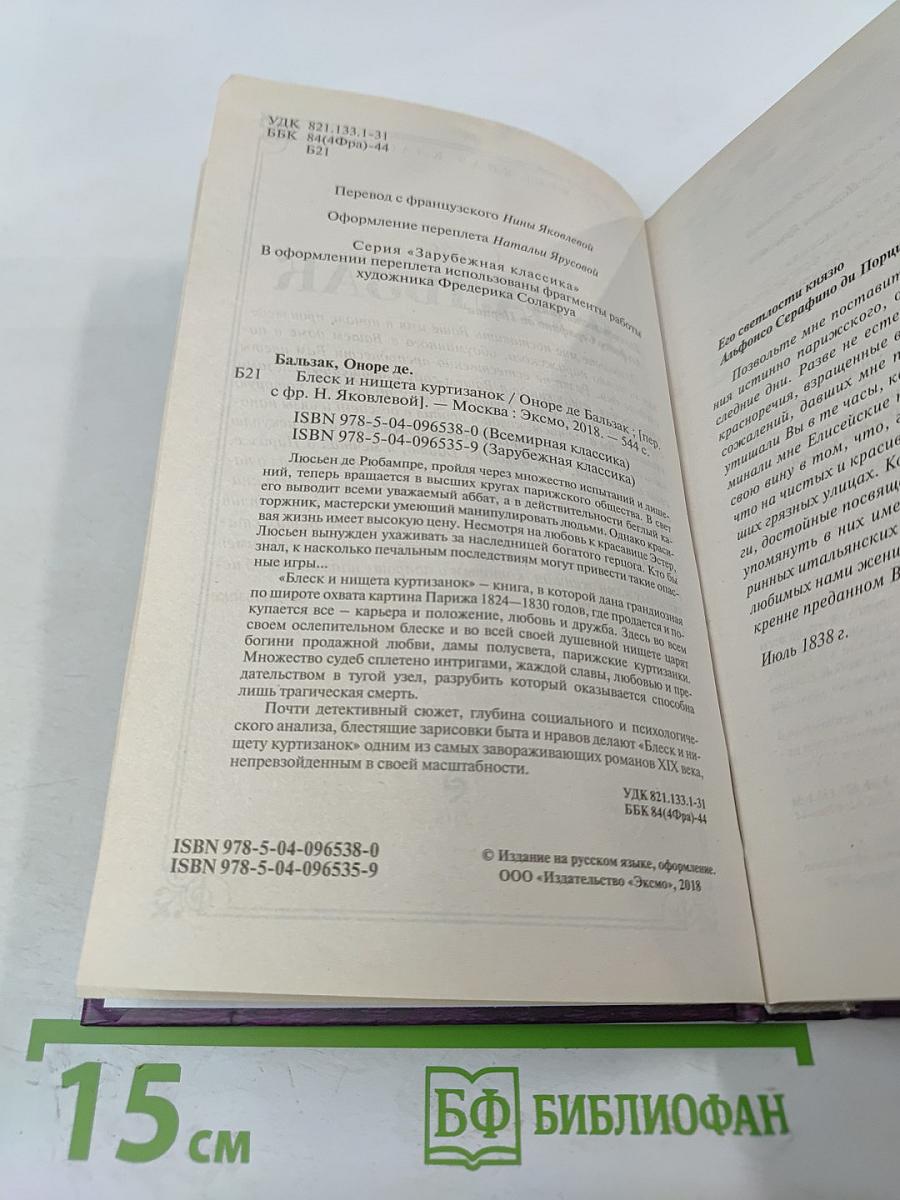 УДК 821.133.1-31
ББК 84(4Фра)-44
Б21
Перевод с французского Нины Яковлевой
Оформление переплета Натальи Ярусовой
Серия «Зарубежная классика»
В оформлении переплета использованы фрагменты работы
художника Фредерика Солакруа
Бальзак, Оноре де.
Б21 Блеск и нищета куртизанок / Оноре де Бальзак ; [пер.
с фр. Н. Яковлевой]. — Москва : Эксмо, 2018. — 544 с.
ISBN 978-5-04-096538-0 (Всемирная классика)
ISBN 978-5-04-096535-9 (Зарубежная классика)
Люсьен де Рюбампре, пройдя через множество испытаний и лише-
ний, теперь вращается в высших кругах парижского общества. В свет
его выводит всеми уважаемый аббат, а в действительности беглый ка-
торжник, мастерски умеющий манипулировать людьми. Однако краси-
вая жизнь имеет высокую цену. Несмотря на любовь к красавице Эстер,
Люсьен вынужден ухаживать за наследницей богатого герцога. Кто бы
знал, к насколько печальным последствиям могут привести такие опас-
ные игры...
«Блеск и нищета куртизанок» – книга, в которой дана грандиозная
по широте охвата картина Парижа 1824—1830 годов, где продается и по-
купается все – карьера и положение, любовь и дружба. Здесь во всем
своем ослепительном блеске и во всей своей душевной нищете царят
богини продажной любви, дамы полусвета, парижские куртизанки.
Множество судеб сплетено интригами, жаждой славы, любовью и пре-
дательством в тугой узел, разрубить который оказывается способна
лишь трагическая смерть.
Почти детективный сюжет, глубина социального и психологиче-
ского анализа, блестящие зарисовки быта и нравов делают «Блеск и ни-
щету куртизанок» одним из самых завораживающих романов XIX века,
непревзойденным в своей масштабности.
УДК 821.133.1-31
ББК 84(4Фра)-44
ISBN 978-5-04-096538-0
ISBN 978-5-04-096535-9
© Издание на русском языке, оформление.
ООО «Издательство «Эксмо», 2018
Его светлости князю
Альфонсо Серафино ди Порци
Позвольте мне поставит
ния истинно парижского, о
следние дни. Разве не есте
красноречия, взращенные в
сожалений, давших мне п
утишали Вы в те часы, ко
минали мне Елисейские п
свою вину в том, что, г
что на чистых и красив
ших грязных улицах. Ко
ги, достойные посвяще
упомянуть в них име
ринных итальянских
любимых нами жени
кренне преданном В
Июль 1838 г.
15 см
БФ БИБЛИОФАН